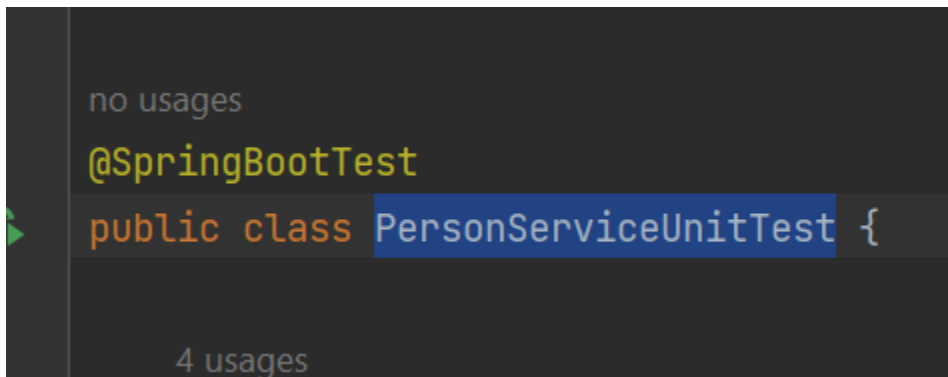 no usages
@SpringBootTest
public class PersonServiceUnitTest {
4 usages